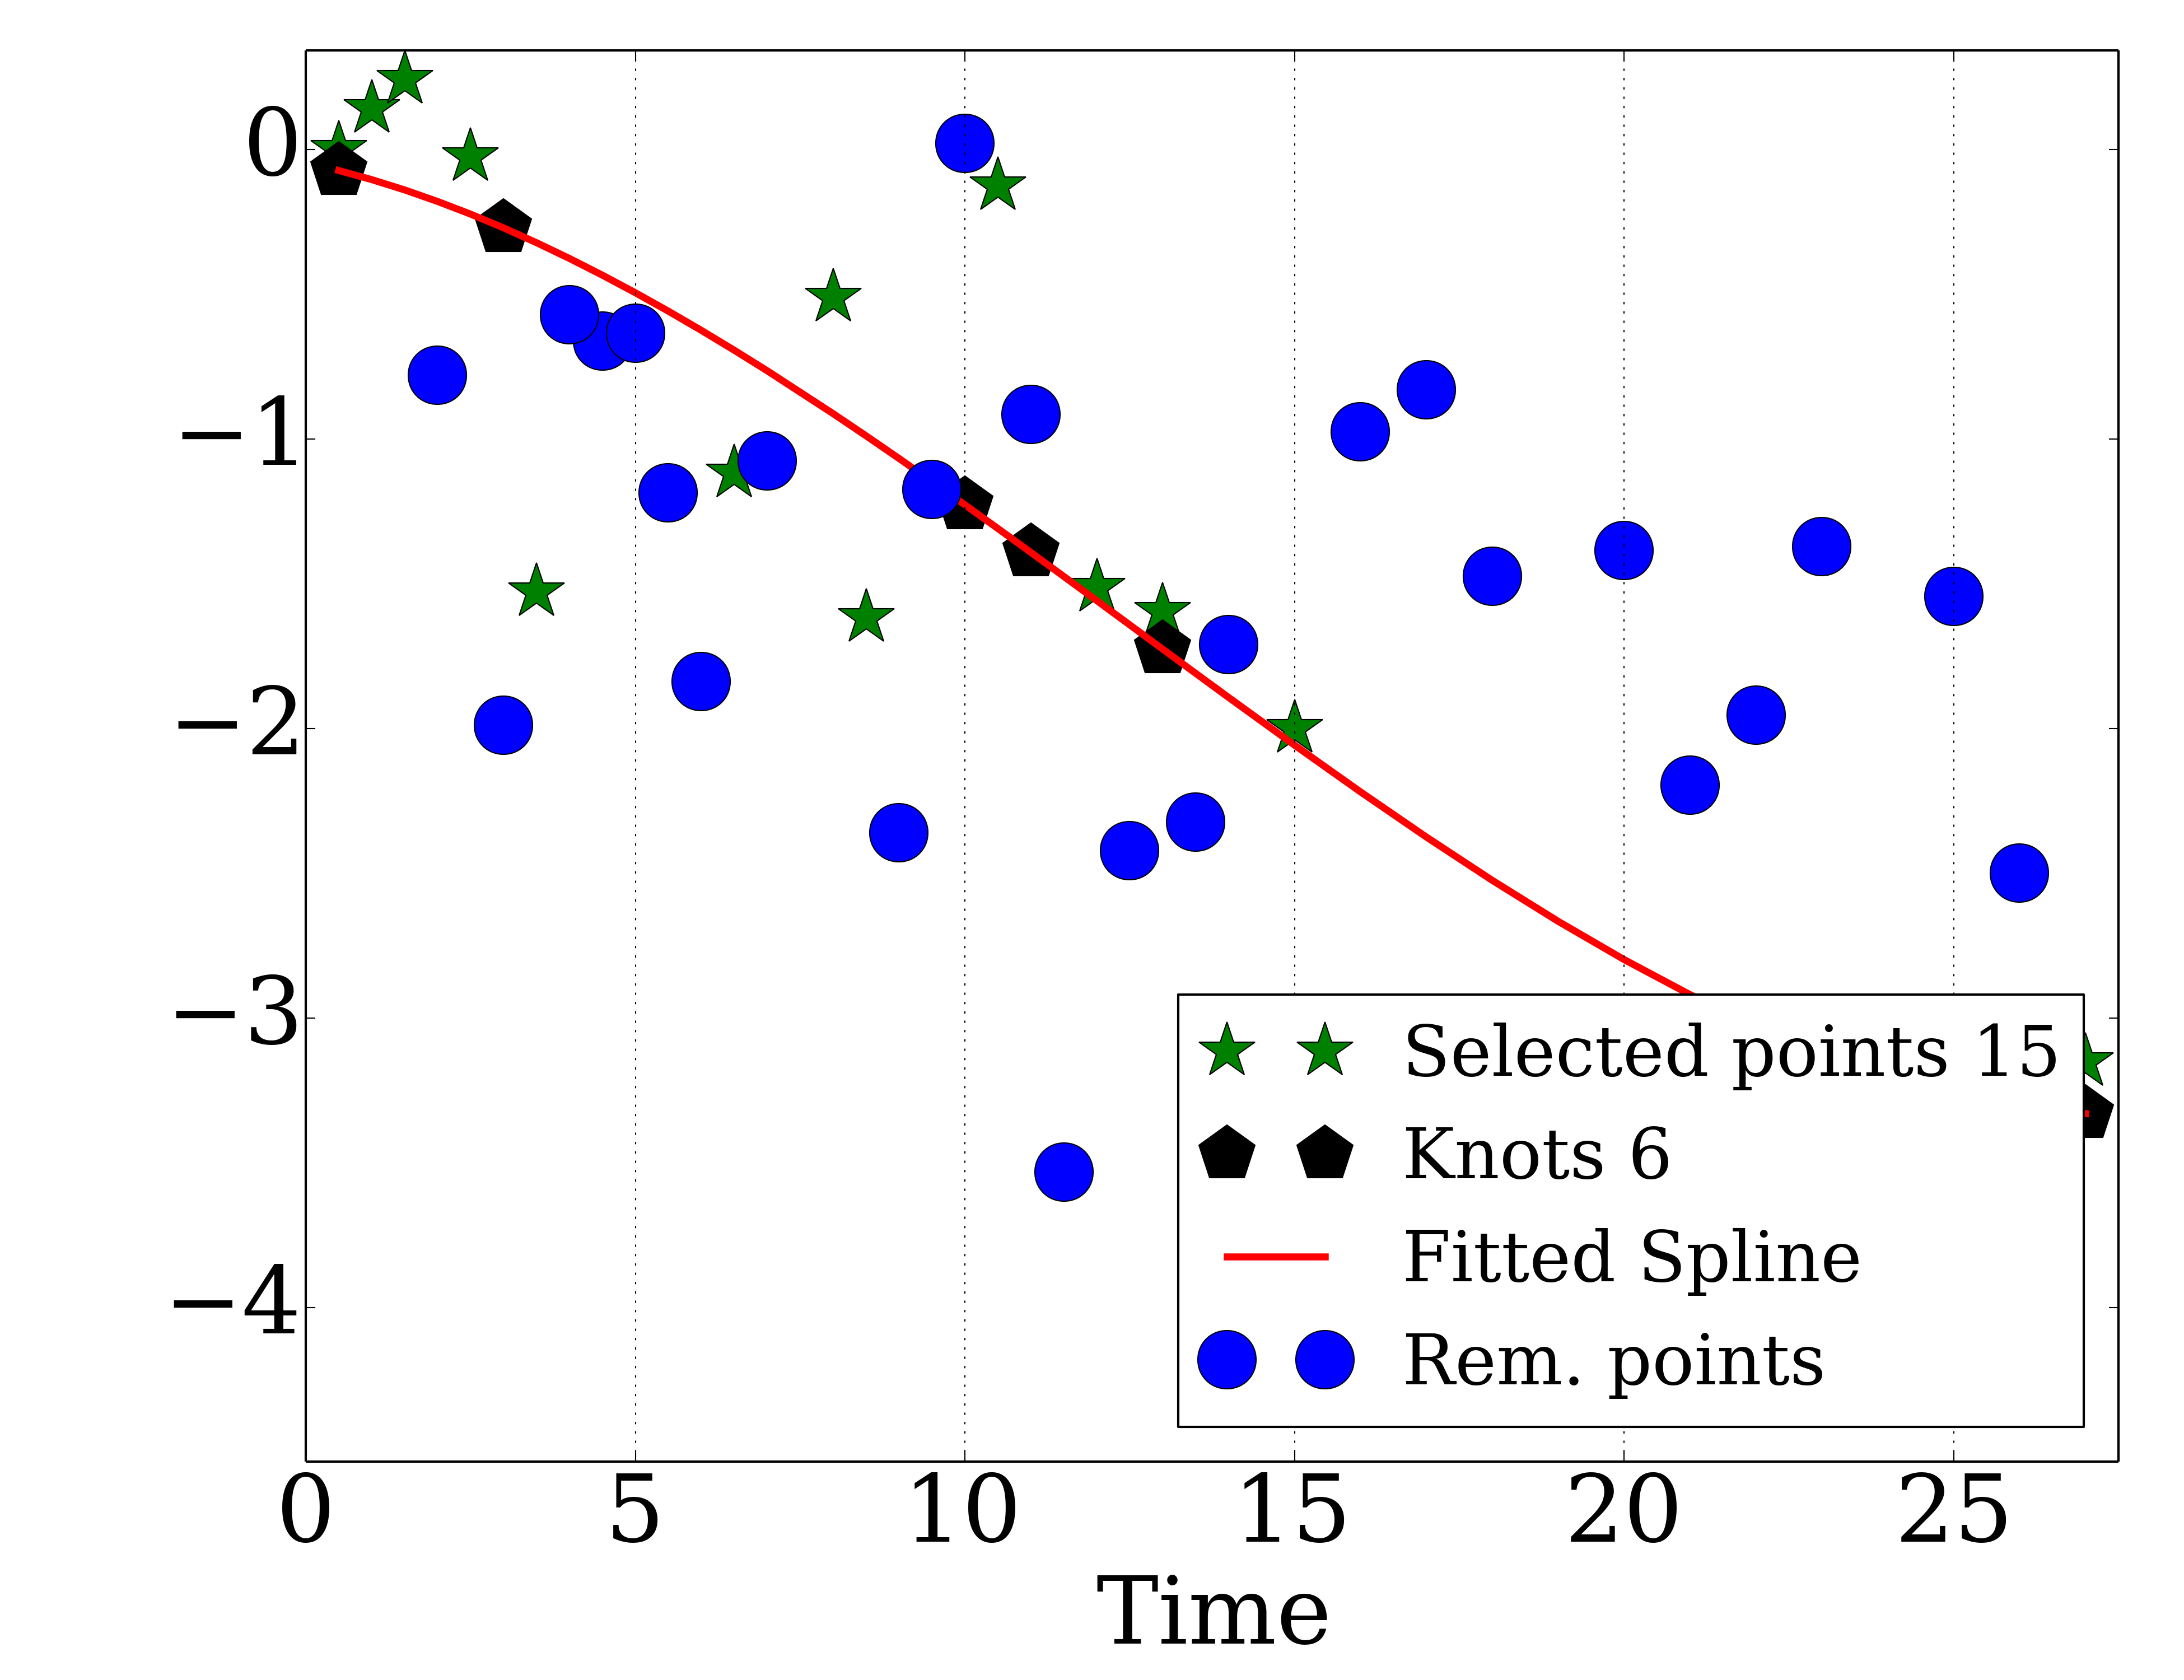 0
−1
−2
−3
−4
Selected points 15
Knots 6
Fitted Spline
Rem. points
0 5 10 15 20 25
Time